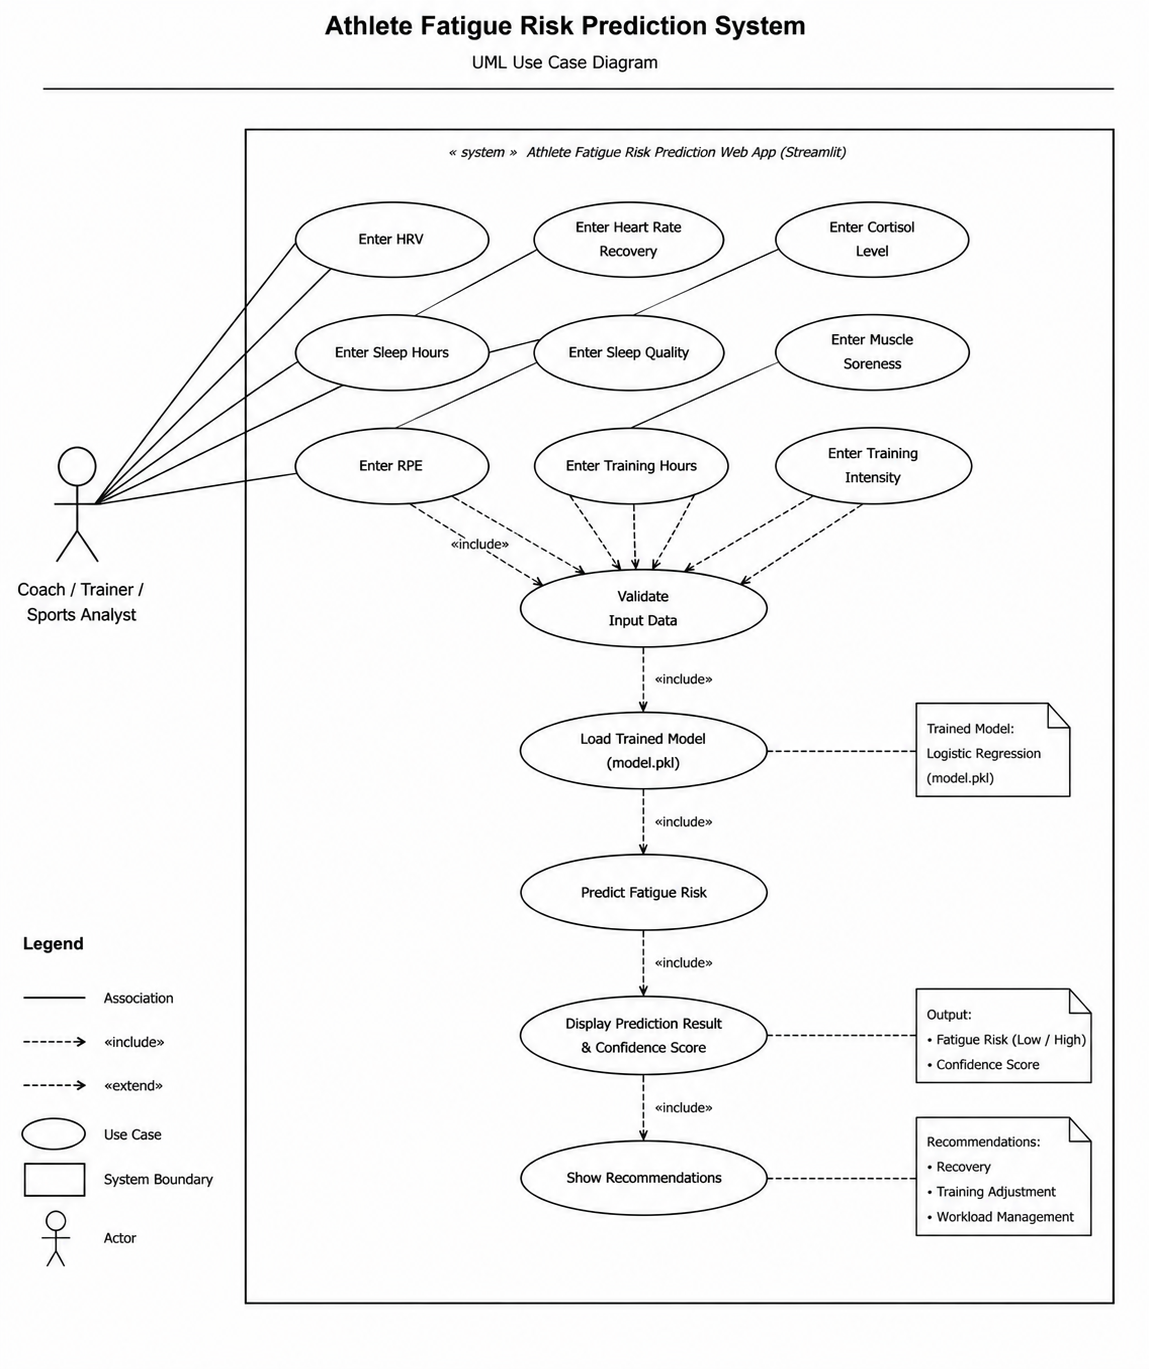 Athlete Fatigue Risk Prediction System
UML Use Case Diagram
« system » Athlete Fatigue Risk Prediction Web App (Streamlit)
Enter HRV
Enter Heart Rate
Recovery
Enter Cortisol
Level
Enter Sleep Hours
Enter Sleep Quality
Enter Muscle
Soreness
Enter RPE
Enter Training Hours
Enter Training
Intensity
Coach / Trainer /
Sports Analyst
«include»
Validate
Input Data
«include»
Load Trained Model
(model.pkl)
Trained Model:
Logistic Regression
(model.pkl)
«include»
Predict Fatigue Risk
«include»
Display Prediction Result
& Confidence Score
Output:
• Fatigue Risk (Low / High)
• Confidence Score
«include»
Show Recommendations
Recommendations:
• Recovery
• Training Adjustment
• Workload Management
Legend
Association
«include»
«extend»
Use Case
System Boundary
Actor